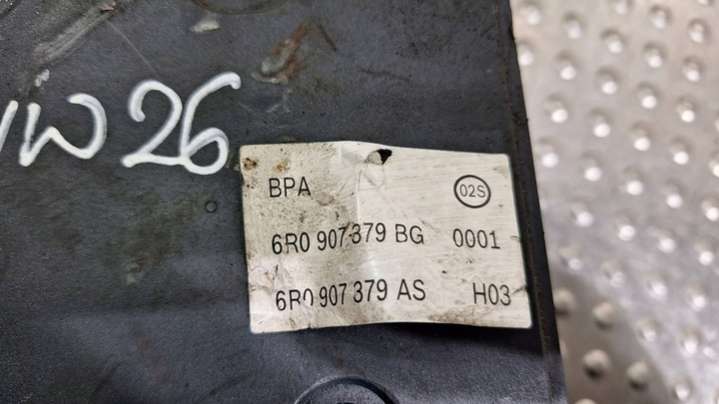 VW 26
BPA
02S
6R0 907 379 BG 0001
6R0 907 379 AS H03